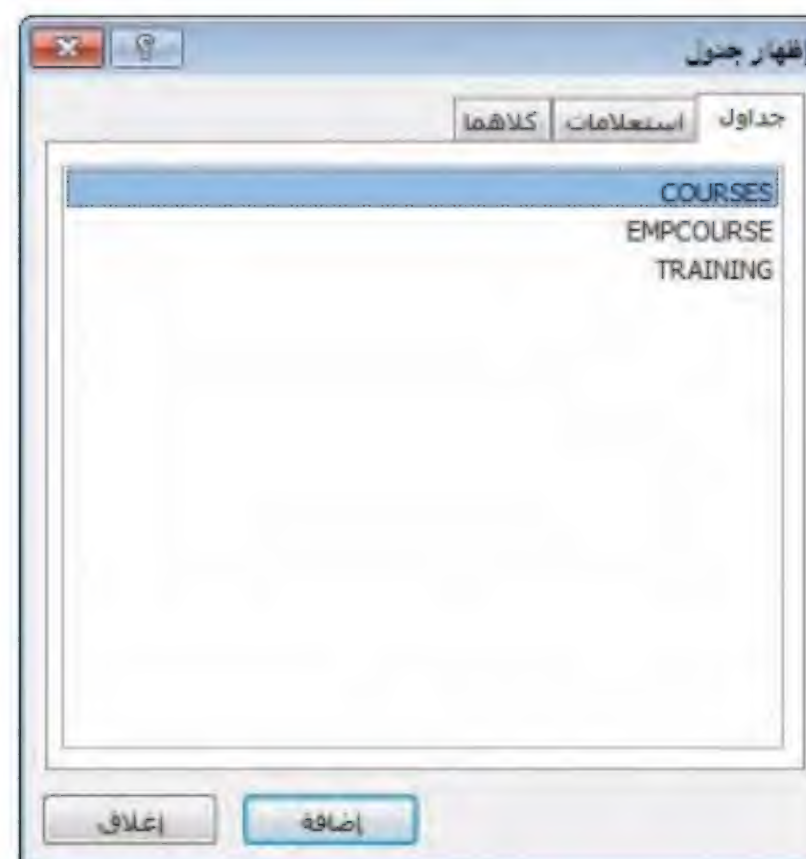 إظهار جدول
جداول استعلامات كلاهما
COURSES
EMPCOURSE
TRAINING
إضافة إغلاق